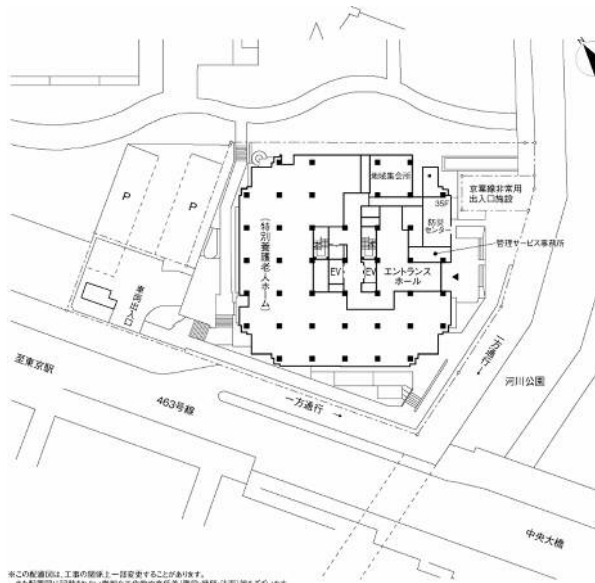 N
地域集会所
京葉線非常用
出入口施設
35F
防災
センター
管理サービス事務所
P
P
(特別養護老人ホーム)
EV
EV
エントランス
ホール
車両出入口
一方通行
河川公園
至東京駅
463号線
一方通行
中央大橋
※この配置図は、工事の関係上一部変更することがあります。